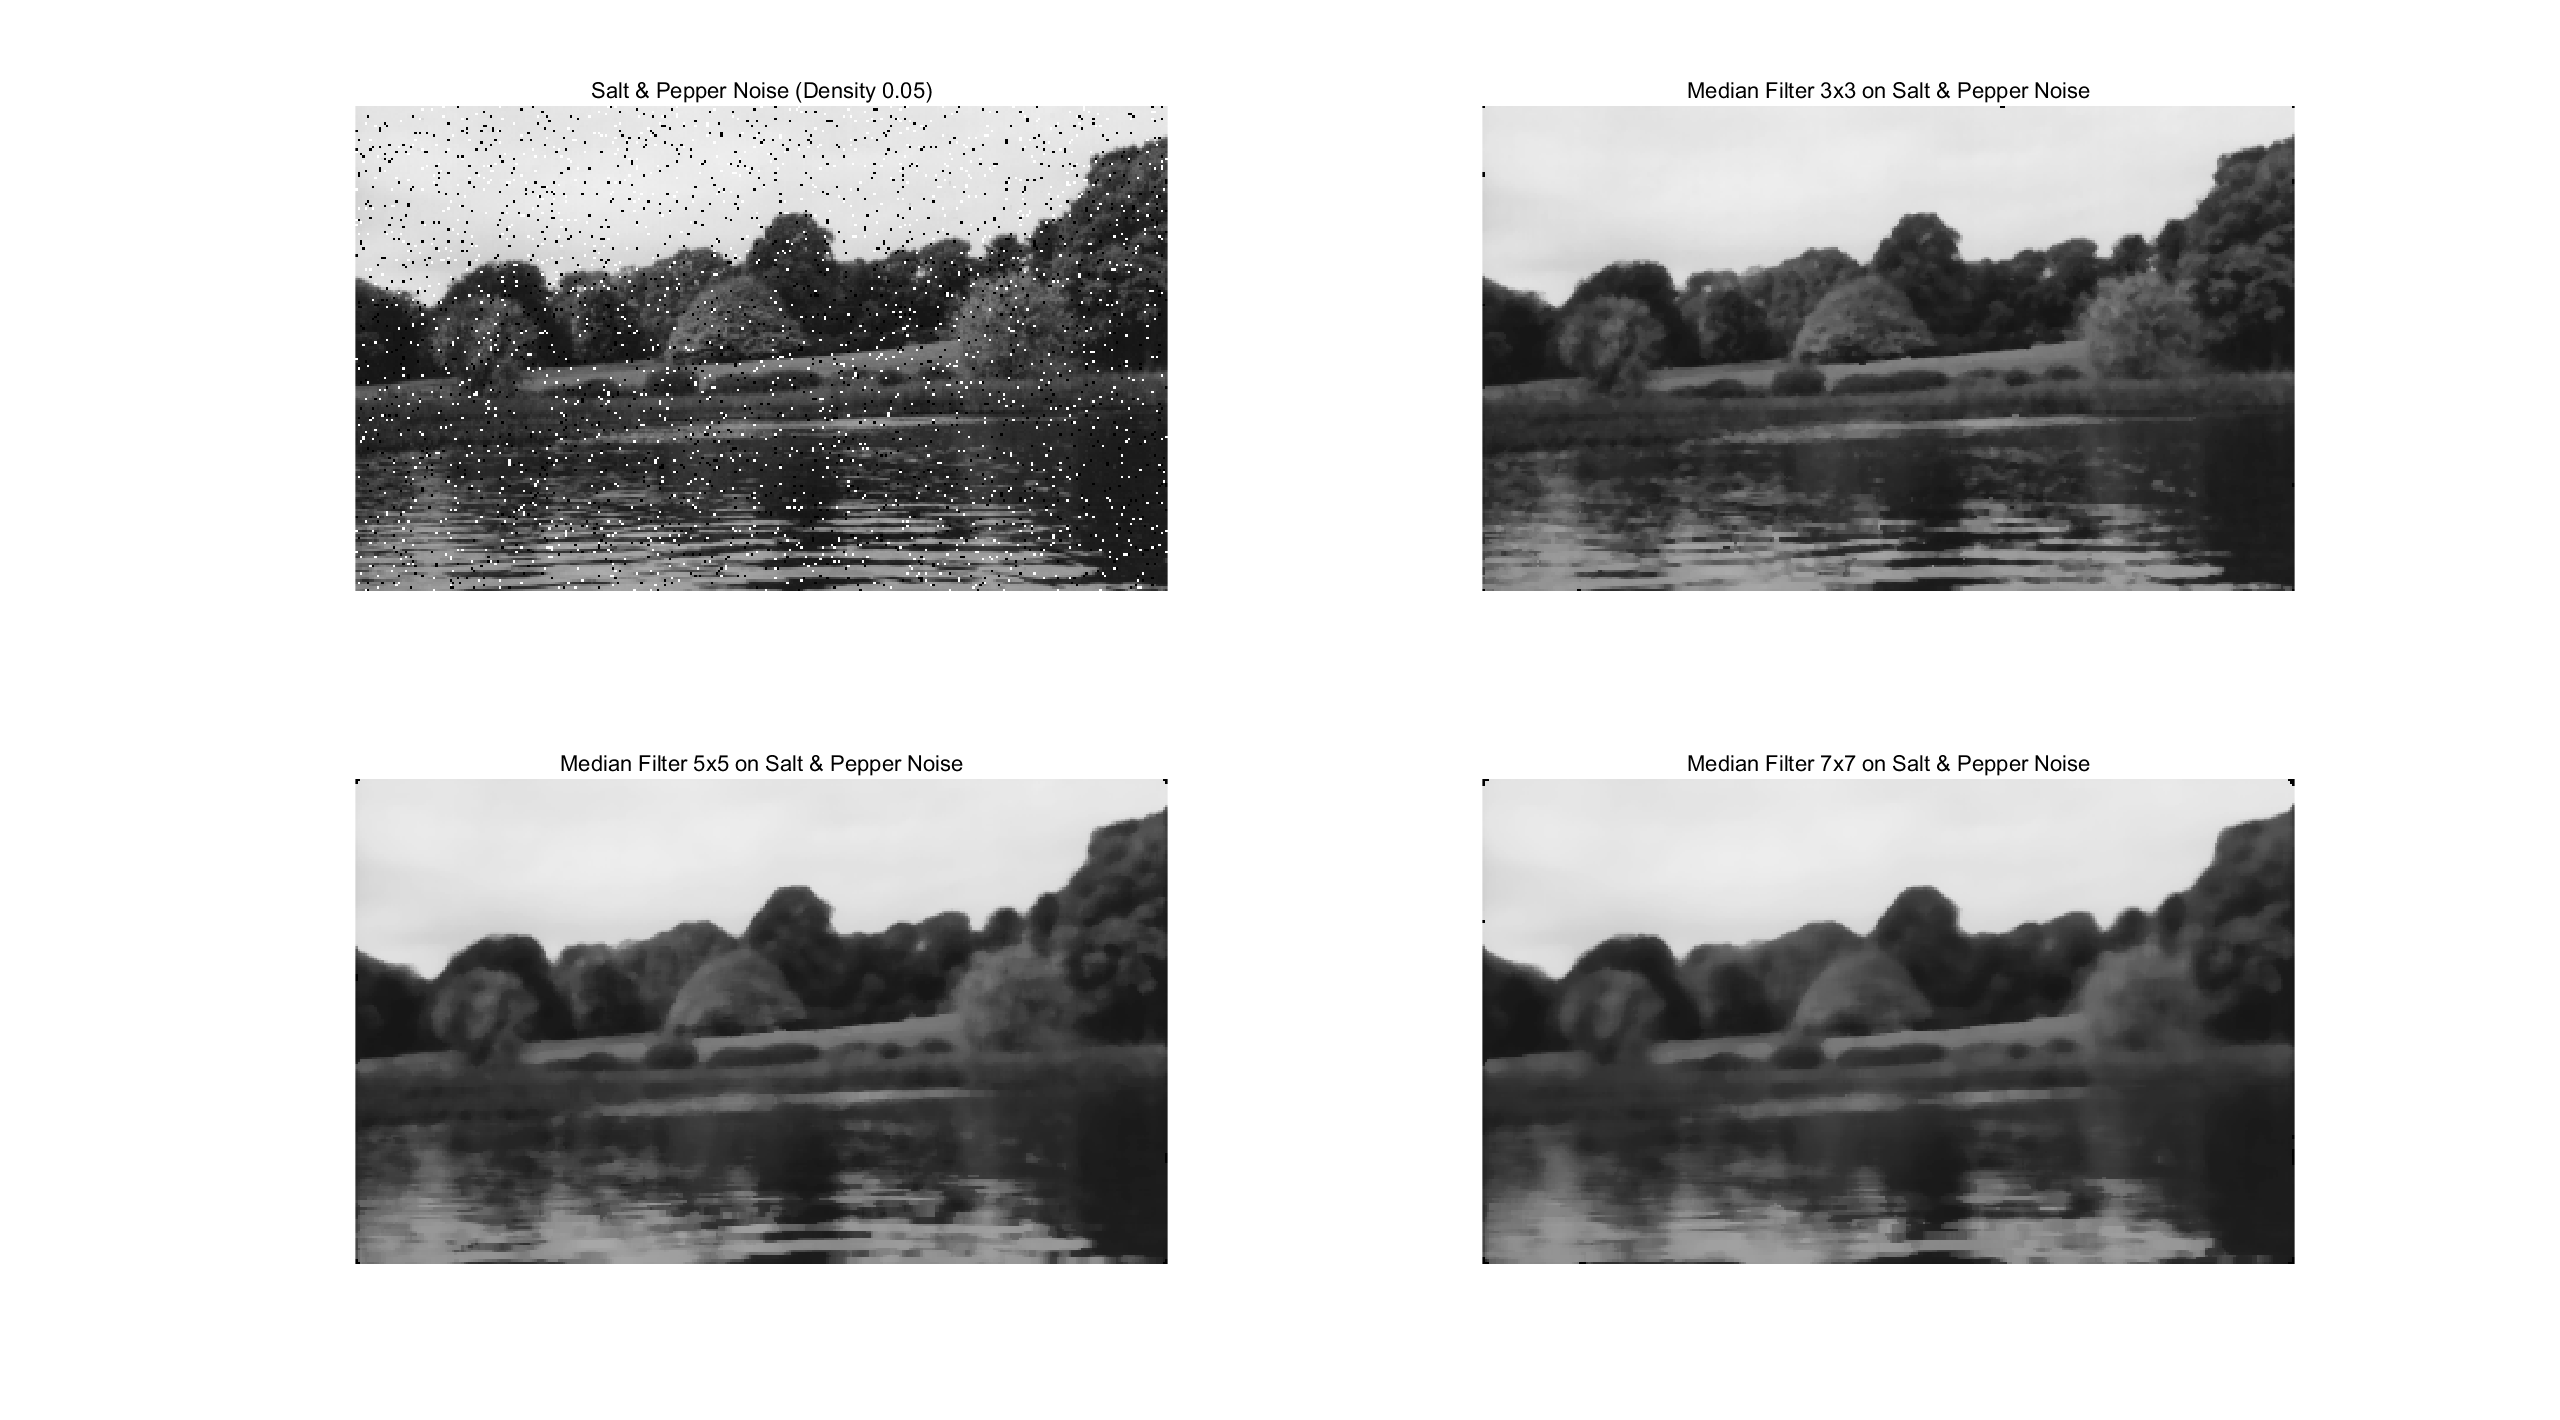 Salt & Pepper Noise (Density 0.05)
Median Filter 3x3 on Salt & Pepper Noise
Median Filter 5x5 on Salt & Pepper Noise
Median Filter 7x7 on Salt & Pepper Noise